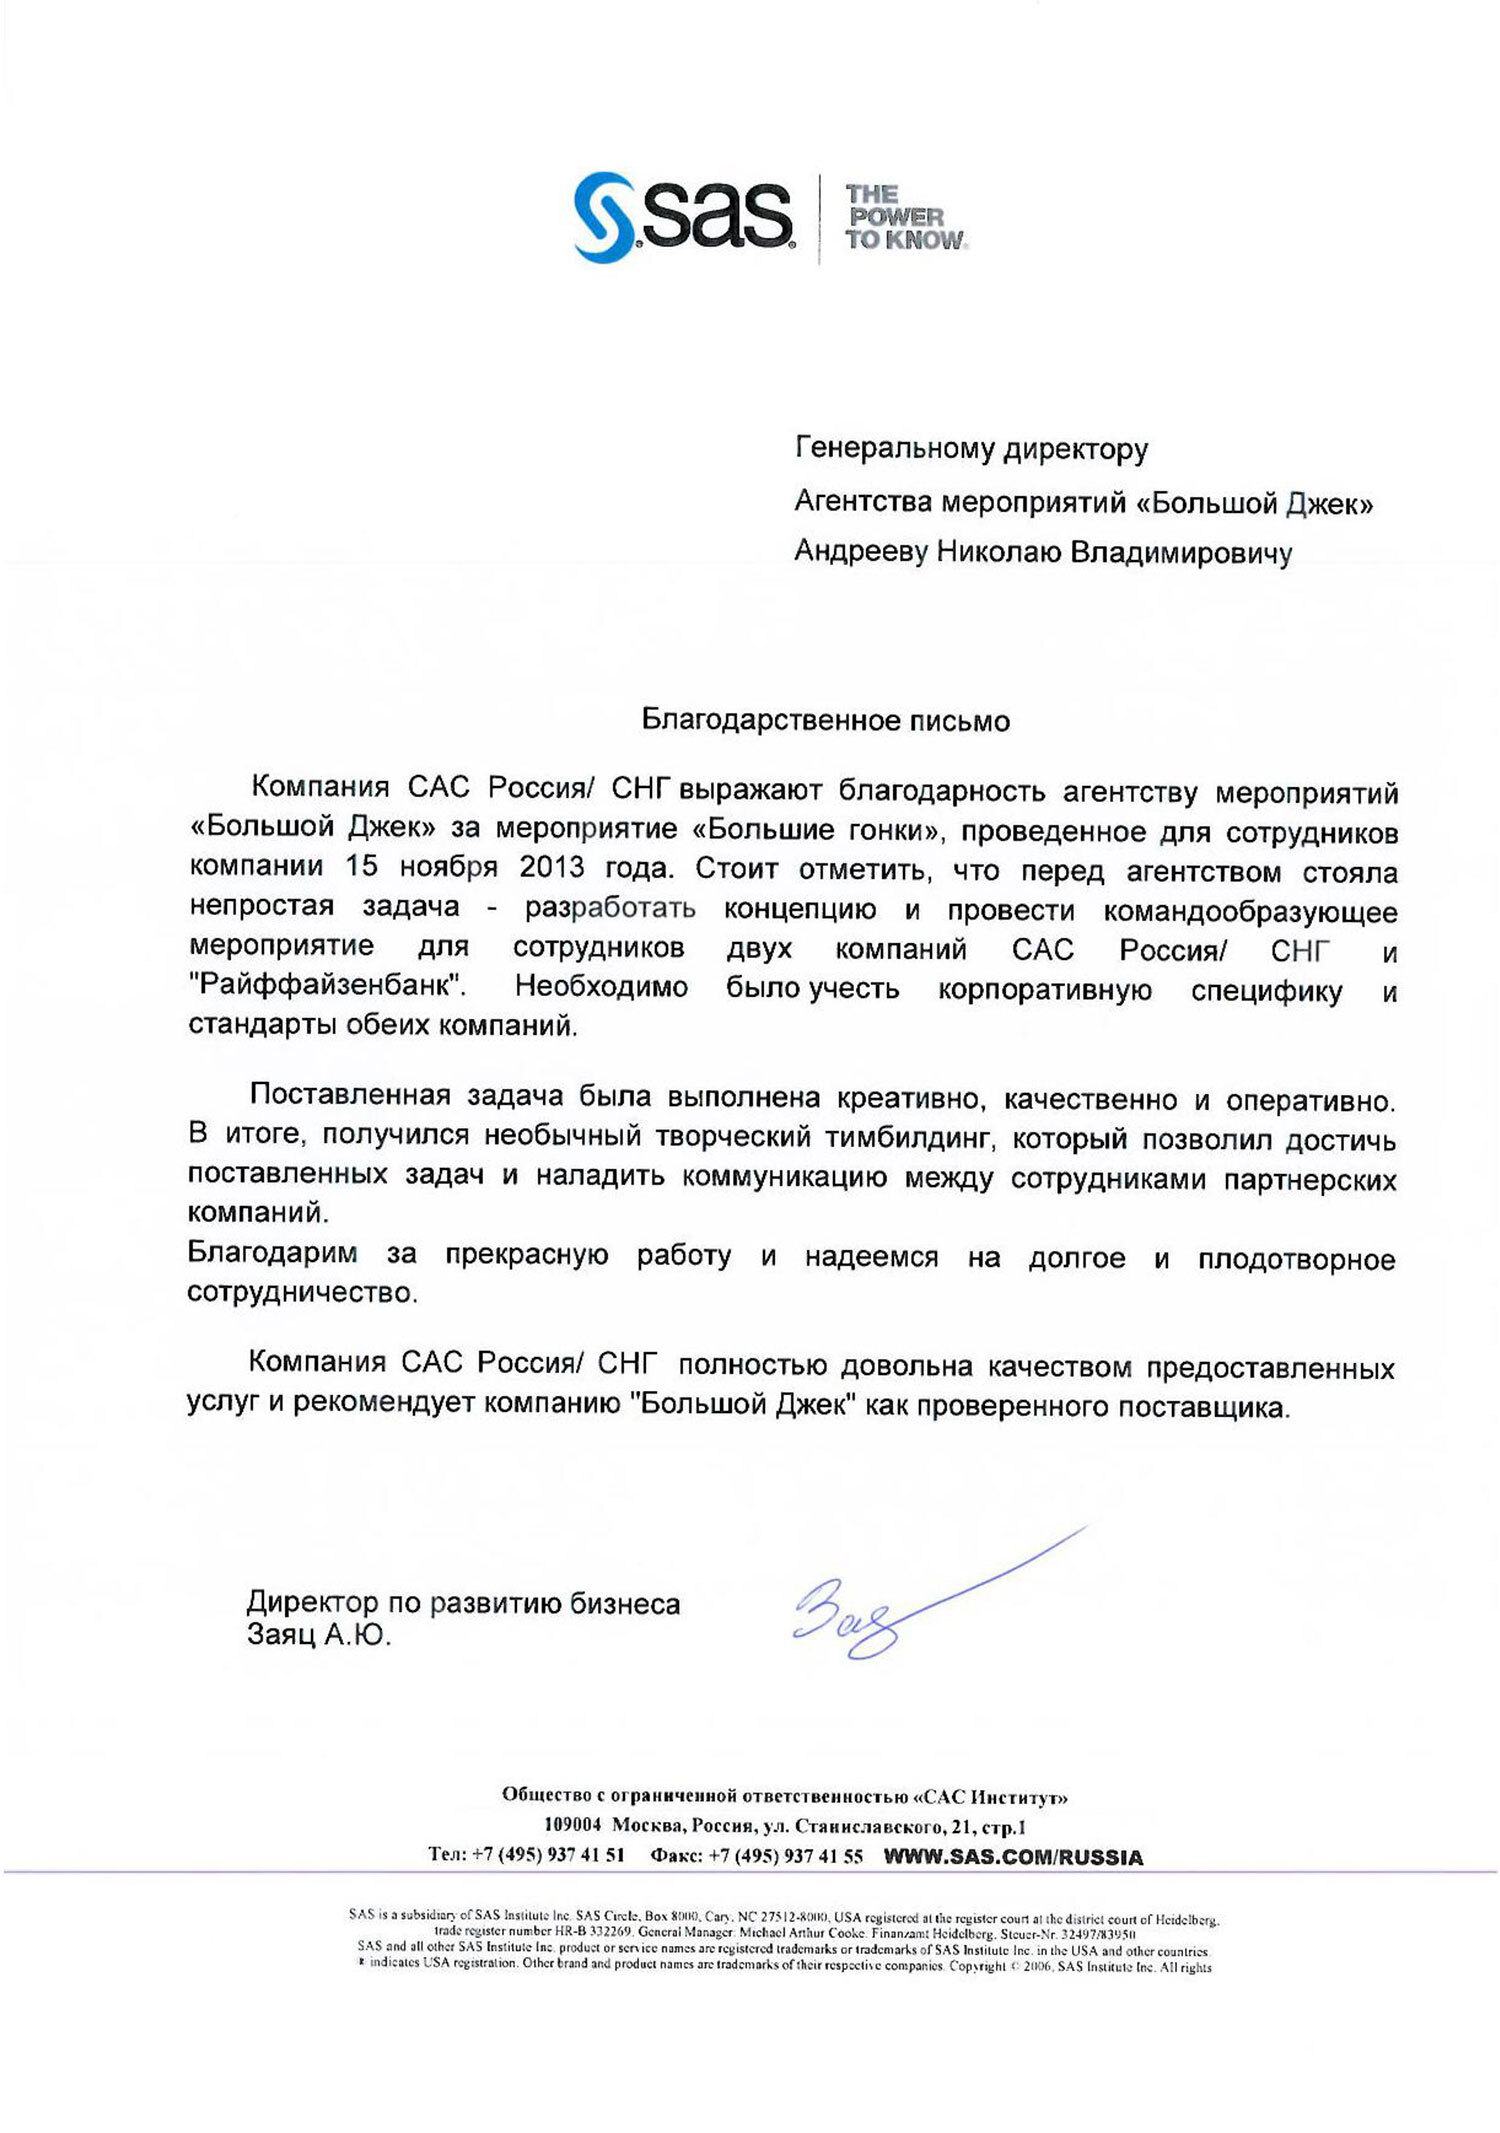 sas
THE
POWER
TO KNOW.
Генеральному директору
Агентства мероприятий «Большой Джек»
Андрееву Николаю Владимировичу
Благодарственное письмо
Компания САС Россия/ СНГ выражают благодарность агентству мероприятий
«Большой Джек» за мероприятие «Большие гонки», проведенное для сотрудников
компании 15 ноября 2013 года. Стоит отметить, что перед агентством стояла
непростая задача - разработать концепцию и провести командообразующее
мероприятие для сотрудников двух компаний САС Россия/ СНГ и
"Райффайзенбанк". Необходимо было учесть корпоративную специфику и
стандарты обеих компаний.
Поставленная задача была выполнена креативно, качественно и оперативно.
В итоге, получился необычный творческий тимбилдинг, который позволил достичь
поставленных задач и наладить коммуникацию между сотрудниками партнерских
компаний.
Благодарим за прекрасную работу и надеемся на долгое и плодотворное
сотрудничество.
Компания САС Россия/ СНГ полностью довольна качеством предоставленных
услуг и рекомендует компанию "Большой Джек" как проверенного поставщика.
Директор по развитию бизнеса
Заяц А.Ю.
Общество с ограниченной ответственностью «САС Институт»
109004 Москва, Россия, ул. Станиславского, 21, стр.1
Тел: +7 (495) 937 41 51 Факс: +7 (495) 937 41 55 WWW.SAS.COM/RUSSIA
SAS is a subsidiary of SAS Institute Inc. SAS Circle, Box 8000, Cary, NC 27512-8000, USA registered at the register court at the district court of Heidelberg,
trade register number HR-B 332269. General Manager: Michael Arthur Cooke. Finanzamt Heidelberg, Steuer-Nr. 32497/83950
SAS and all other SAS Institute Inc. product or service names are registered trademarks or trademarks of SAS Institute Inc. in the USA and other countries.
® indicates USA registration. Other brand and product names are trademarks of their respective companies. Copyright © 2006, SAS Institute Inc. All rights